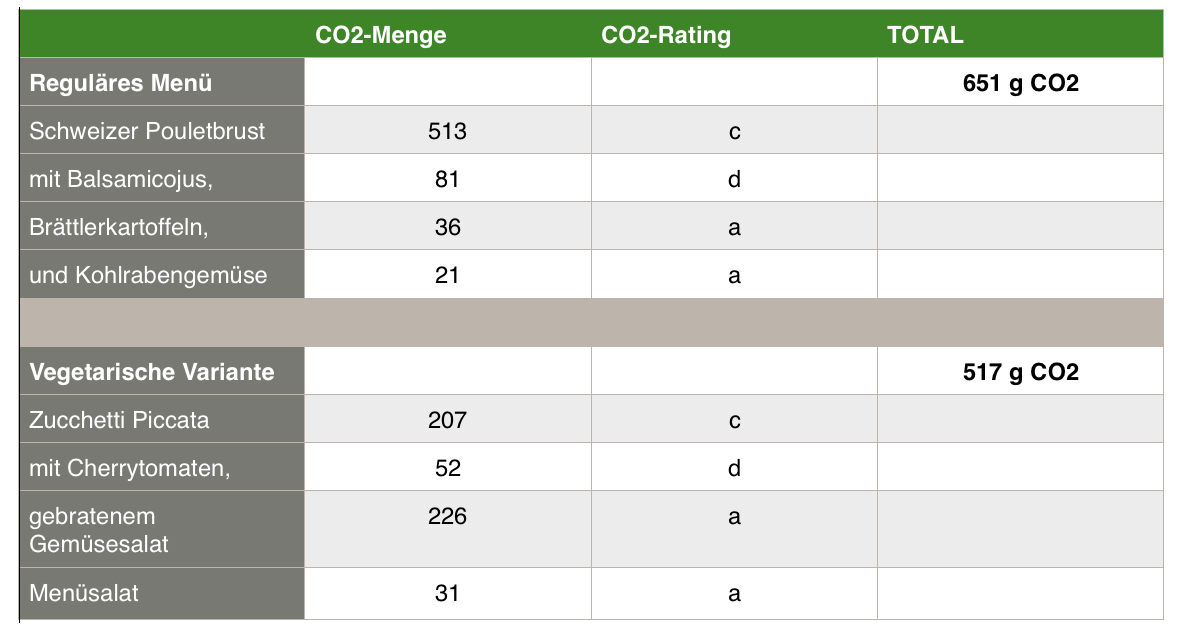 CO2-Menge CO2-Rating TOTAL
Reguläres Menü 651 g CO2
Schweizer Pouletbrust 513 c
mit Balsamicojus, 81 d
Brättlerkartoffeln, 36 a
und Kohlrabengemüse 21 a
Vegetarische Variante 517 g CO2
Zucchetti Piccata 207 c
mit Cherrytomaten, 52 d
gebratenem 226 a
Gemüsesalat
Menüsalat 31 a